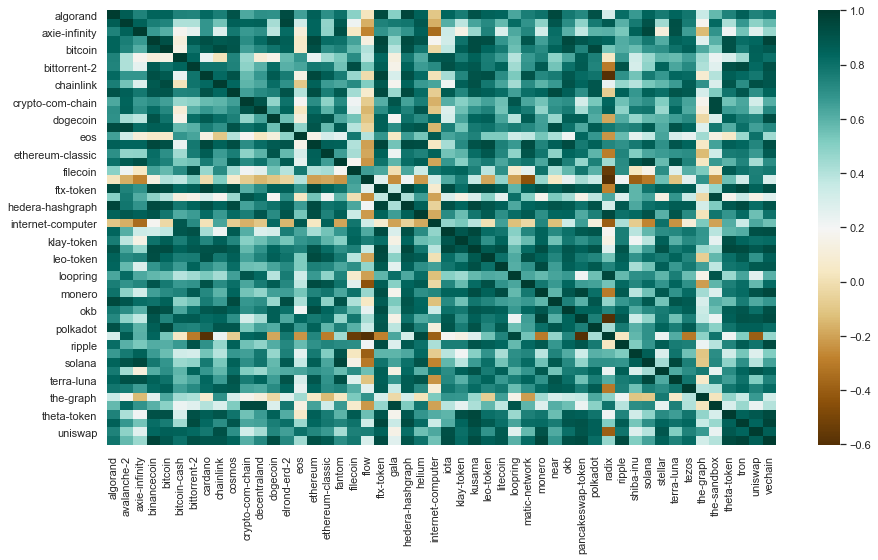 algorand
axie-infinity
bitcoin
bittorrent-2
chainlink
crypto-com-chain
dogecoin
eos
ethereum-classic
filecoin
ftx-token
hedera-hashgraph
internet-computer
klay-token
leo-token
loopring
monero
okb
polkadot
ripple
solana
terra-luna
the-graph
theta-token
uniswap
algorand
avalanche-2
axie-infinity
binancecoin
bitcoin
bitcoin-cash
bittorrent-2
cardano
chainlink
cosmos
crypto-com-chain
decentraland
dogecoin
elrond-erd-2
eos
ethereum
ethereum-classic
fantom
filecoin
flow
ftx-token
gala
hedera-hashgraph
helium
internet-computer
iota
klay-token
kusama
leo-token
litecoin
loopring
matic-network
monero
near
okb
pancakeswap-token
polkadot
radix
ripple
shiba-inu
solana
stellar
terra-luna
tezos
the-graph
the-sandbox
theta-token
tron
uniswap
vechain
1.0
0.8
0.6
0.4
0.2
0.0
−0.2
−0.4
−0.6